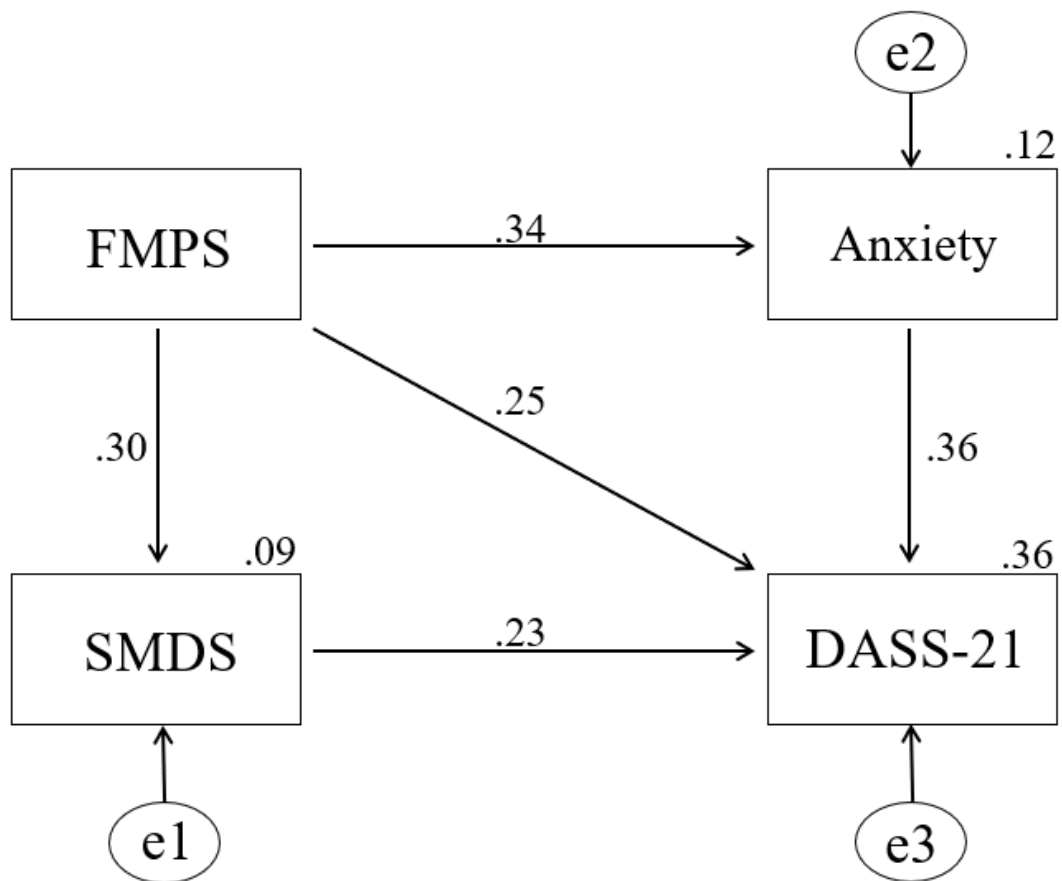 e2
.12
FMPS
.34
Anxiety
.25
.30
.36
.09
.36
SMDS
.23
DASS-21
e1
e3